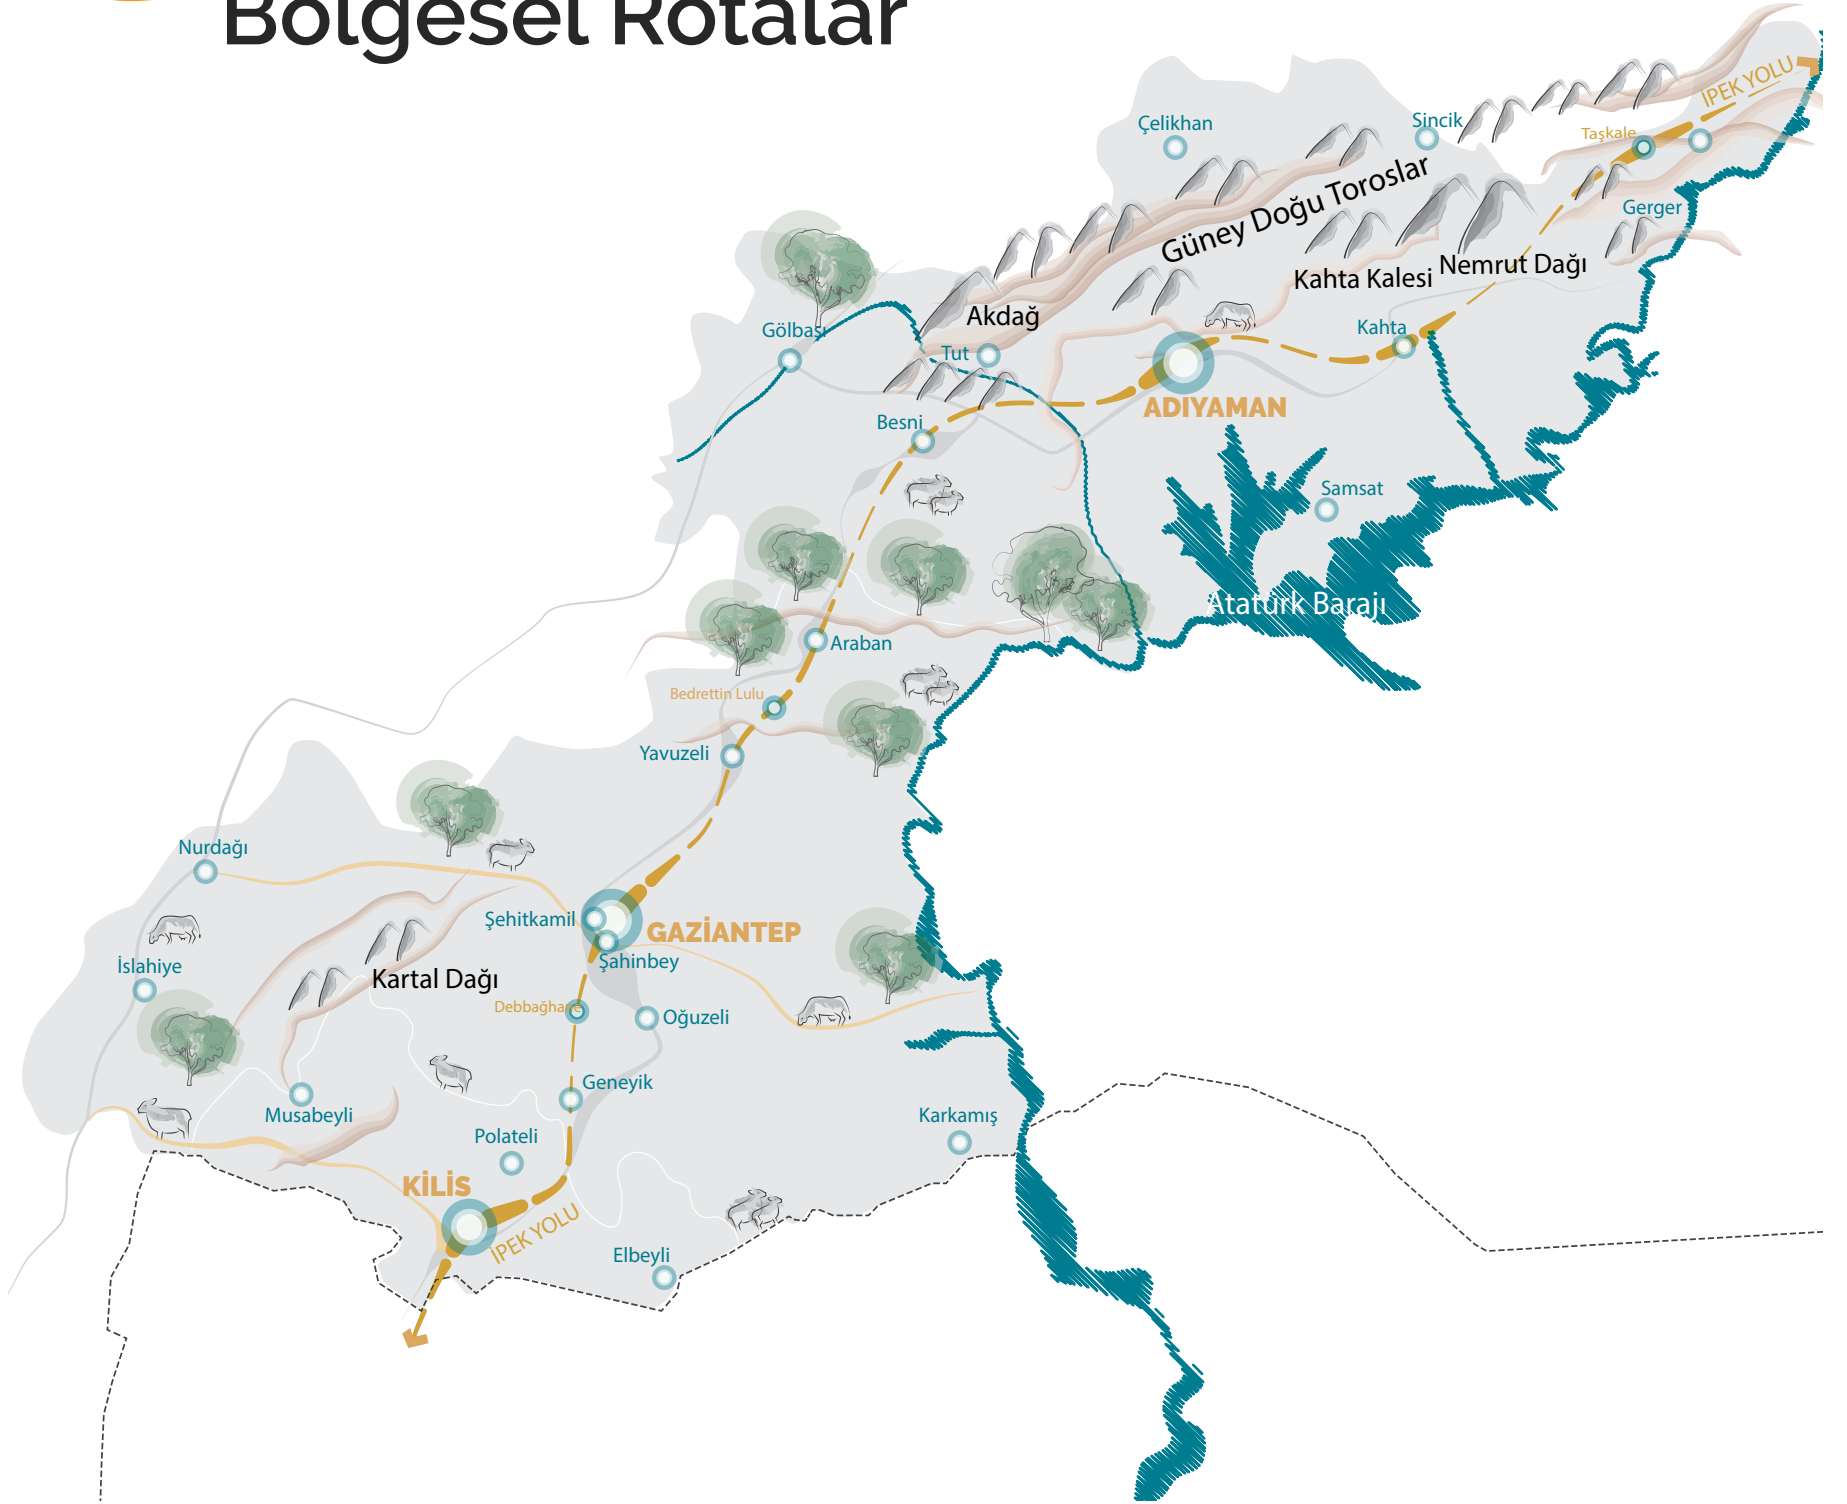 Bölgesel Rotalar
İPEK YOLU
Çelikhan
Sincik
Taşkale
Güney Doğu Toroslar
Gerger
Kahta Kalesi
Nemrut Dağı
Akdağ
Gölbaşı
Kahta
Tut
ADIYAMAN
Besni
Samsat
Atatürk Barajı
Araban
Bedrettin Lulu
Yavuzeli
Nurdağı
Şehitkamil
GAZİANTEP
Şahinbey
İslahiye
Kartal Dağı
Debbağhane
Oğuzeli
Geneyik
Musabeyli
Karkamış
Polateli
KİLİS
İPEK YOLU
Elbeyli